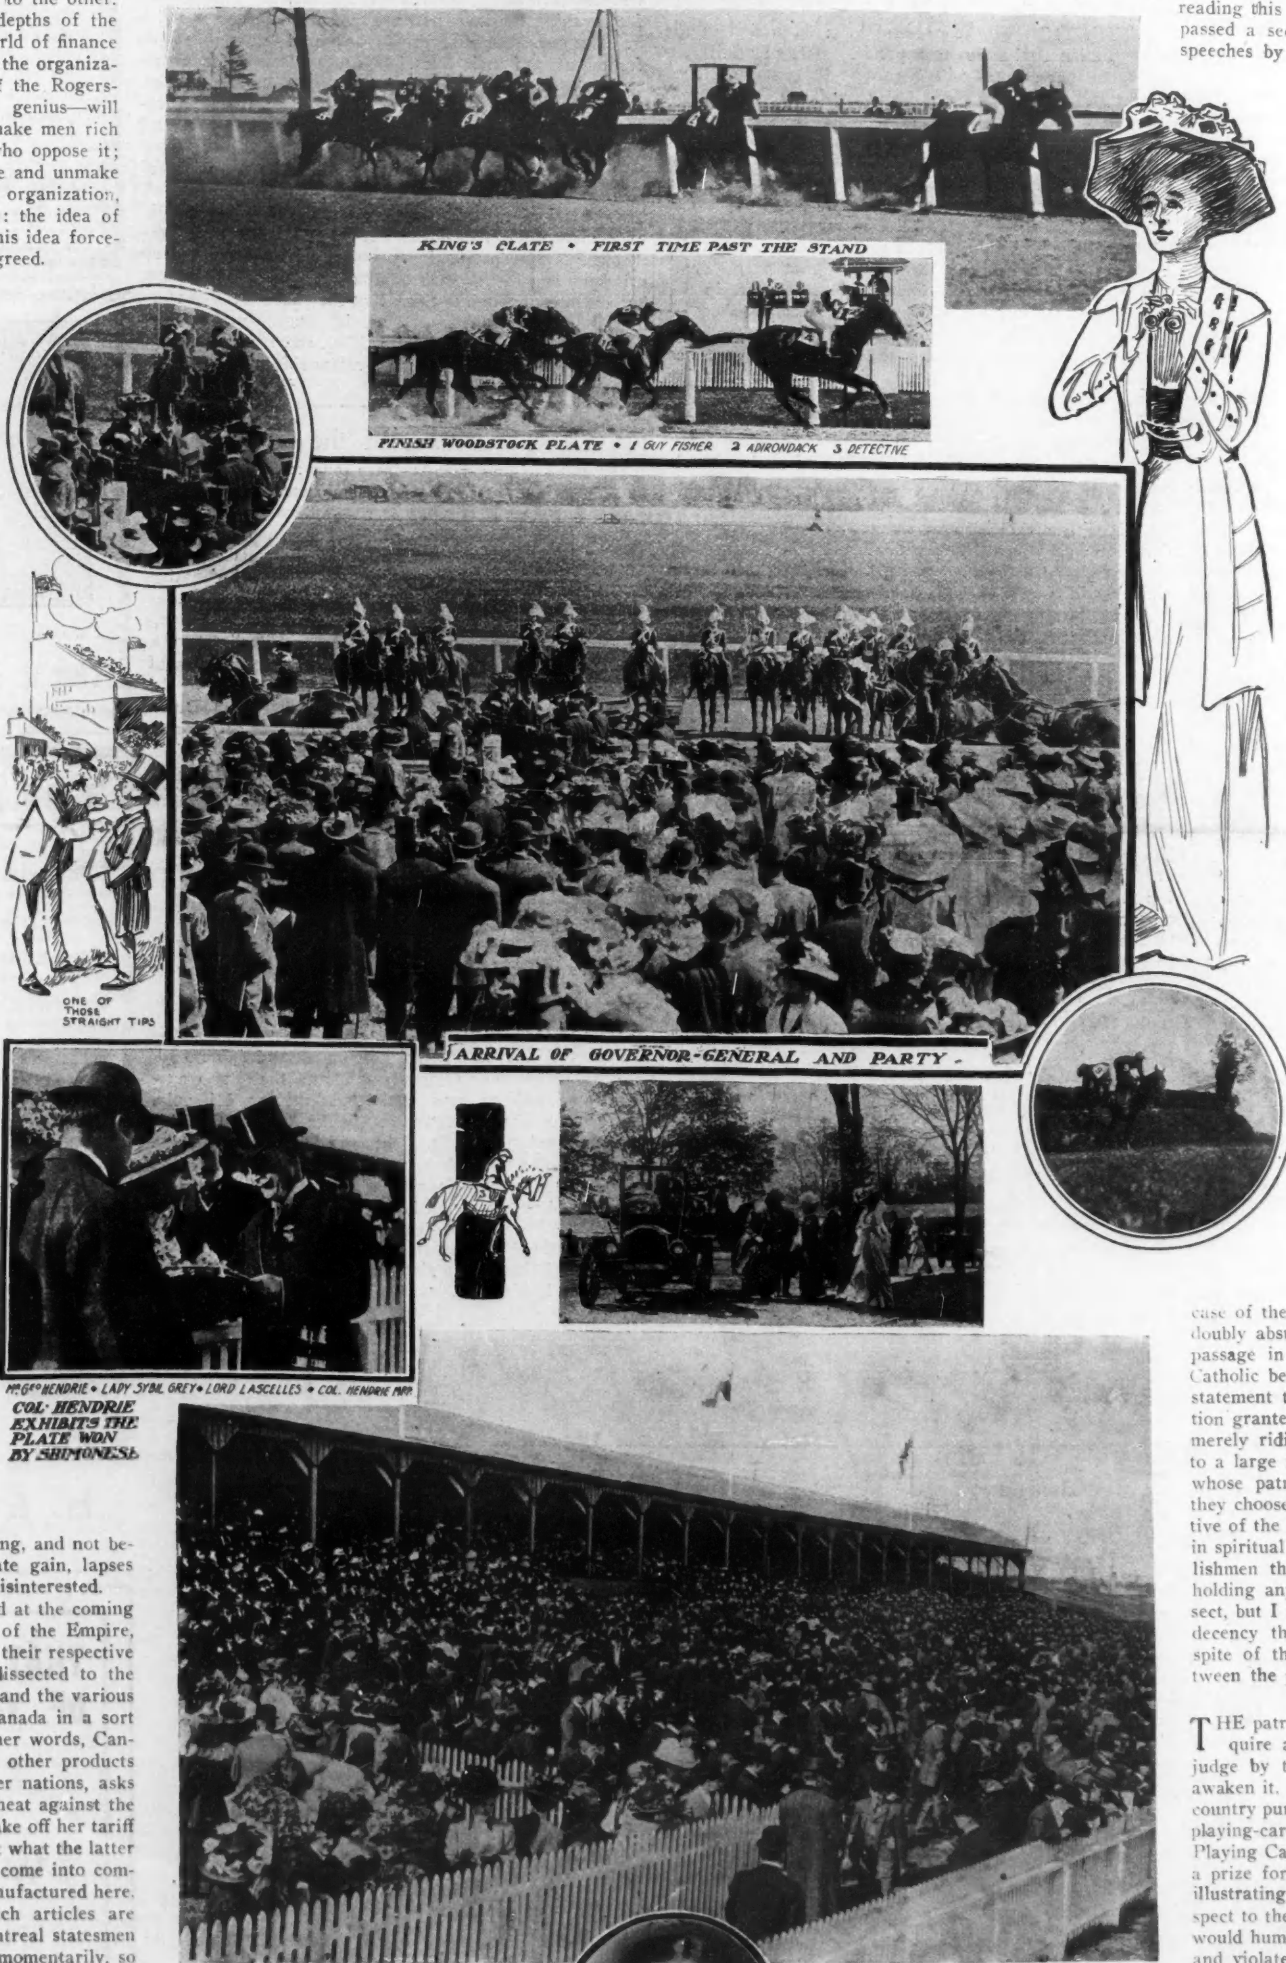 to the other.
depths of the
rld of finance
the organiza-
f the Rogers-
genius—will
make men rich
who oppose it;
e and unmake
organization,
: the idea of
his idea force-
greed.
reading this
passed a
speeches by
KING'S PLATE • FIRST TIME PAST THE STAND
FINISH WOODSTOCK PLATE • 1 GUY FISHER 2 ADIRONDACK 3 DETECTIVE
ONE OF
THOSE
STRAIGHT TIPS
ARRIVAL OF GOVERNOR-GENERAL AND PARTY -
MR GEO HENDRIE • LADY SYBIL GREY • LORD LASCELLES • COL. HENDRIE MPP.
COL. HENDRIE
EXHIBITS THE
PLATE WON
BY SHIMONESE
ng, and not be-
ate gain, lapses
isinterested.
d at the coming
of the Empire,
their respective
dissected to the
and the various
anada in a sort
her words, Can-
other products
er nations, asks
heat against the
ke off her tariff
what the latter
come into com-
nufactured here.
ch articles are
ntreal statesmen
momentarily, so
case of the
doubly abs
passage in
Catholic be
statement t
tion grante
merely ridi
to a large
whose patr
they choose
tive of the
in spiritual
lishmen th
holding an
sect, but I
decency th
spite of th
tween the
THE patr
quire a
judge by t
awaken it.
country pur
playing-car
Playing Ca
a prize for
illustrating
spect to the
would hum
and violate